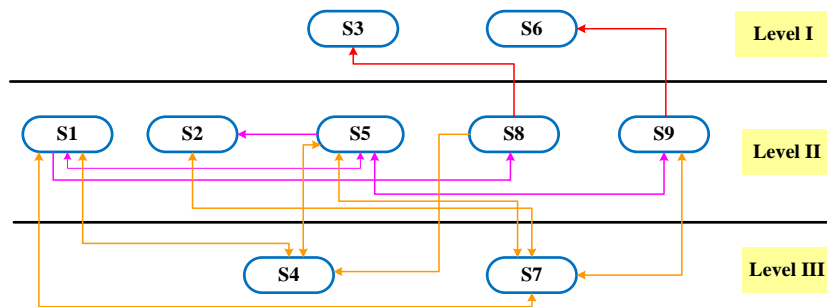 S3 S6 Level I
S1 S2 S5 S8 S9 Level II
S4 S7 Level III